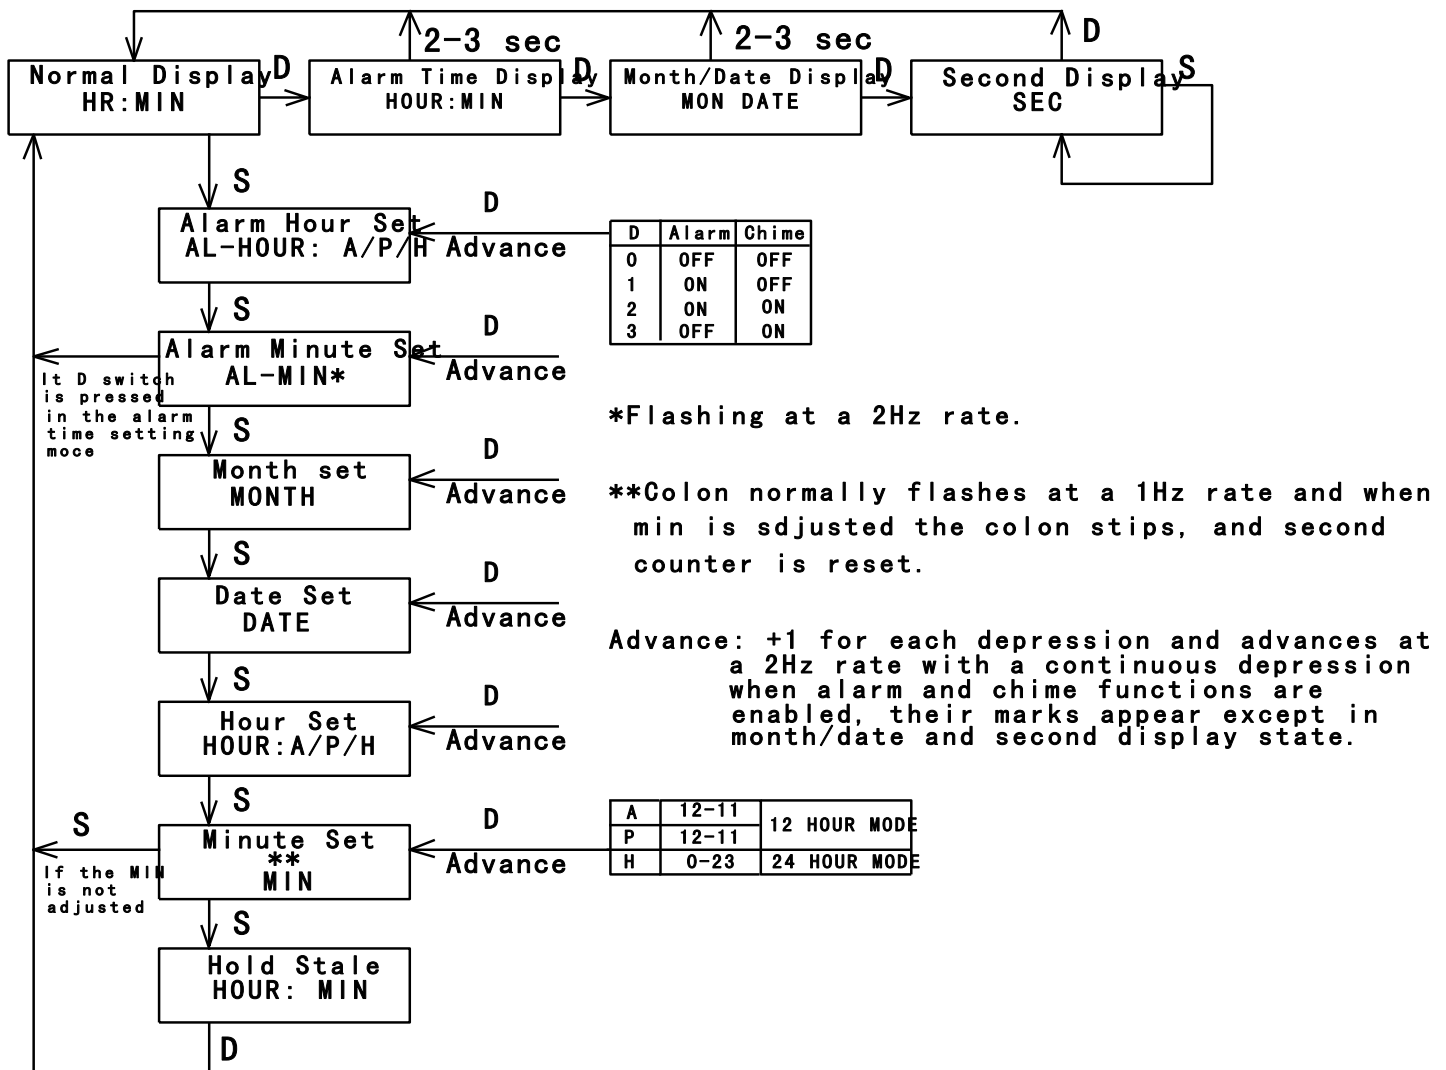 D
2-3 sec
2-3 sec
Normal Display
HR:MIN
D
Alarm Time Display
HOUR:MIN
D
Month/Date Display
MON DATE
D
Second Display
SEC
S
S
Alarm Hour Set
AL-HOUR: A/P/H
D
Advance
D Alarm Chime
0 OFF OFF
1 ON OFF
2 ON ON
3 OFF ON
S
Alarm Minute Set
AL-MIN*
D
Advance
It D switch
is pressed
in the alarm
time setting
moce
*Flashing at a 2Hz rate.
S
Month set
MONTH
D
Advance
**Colon normally flashes at a 1Hz rate and when
min is sdjusted the colon stips, and second
counter is reset.
S
Date Set
DATE
D
Advance
Advance: +1 for each depression and advances at
a 2Hz rate with a continuous depression
when alarm and chime functions are
enabled, their marks appear except in
month/date and second display state.
S
Hour Set
HOUR:A/P/H
D
Advance
S
Minute Set
**
MIN
D
Advance
A 12-11 12 HOUR MODE
P 12-11
H 0-23 24 HOUR MODE
S
If the MIN
is not
adjusted
S
Hold Stale
HOUR: MIN
D